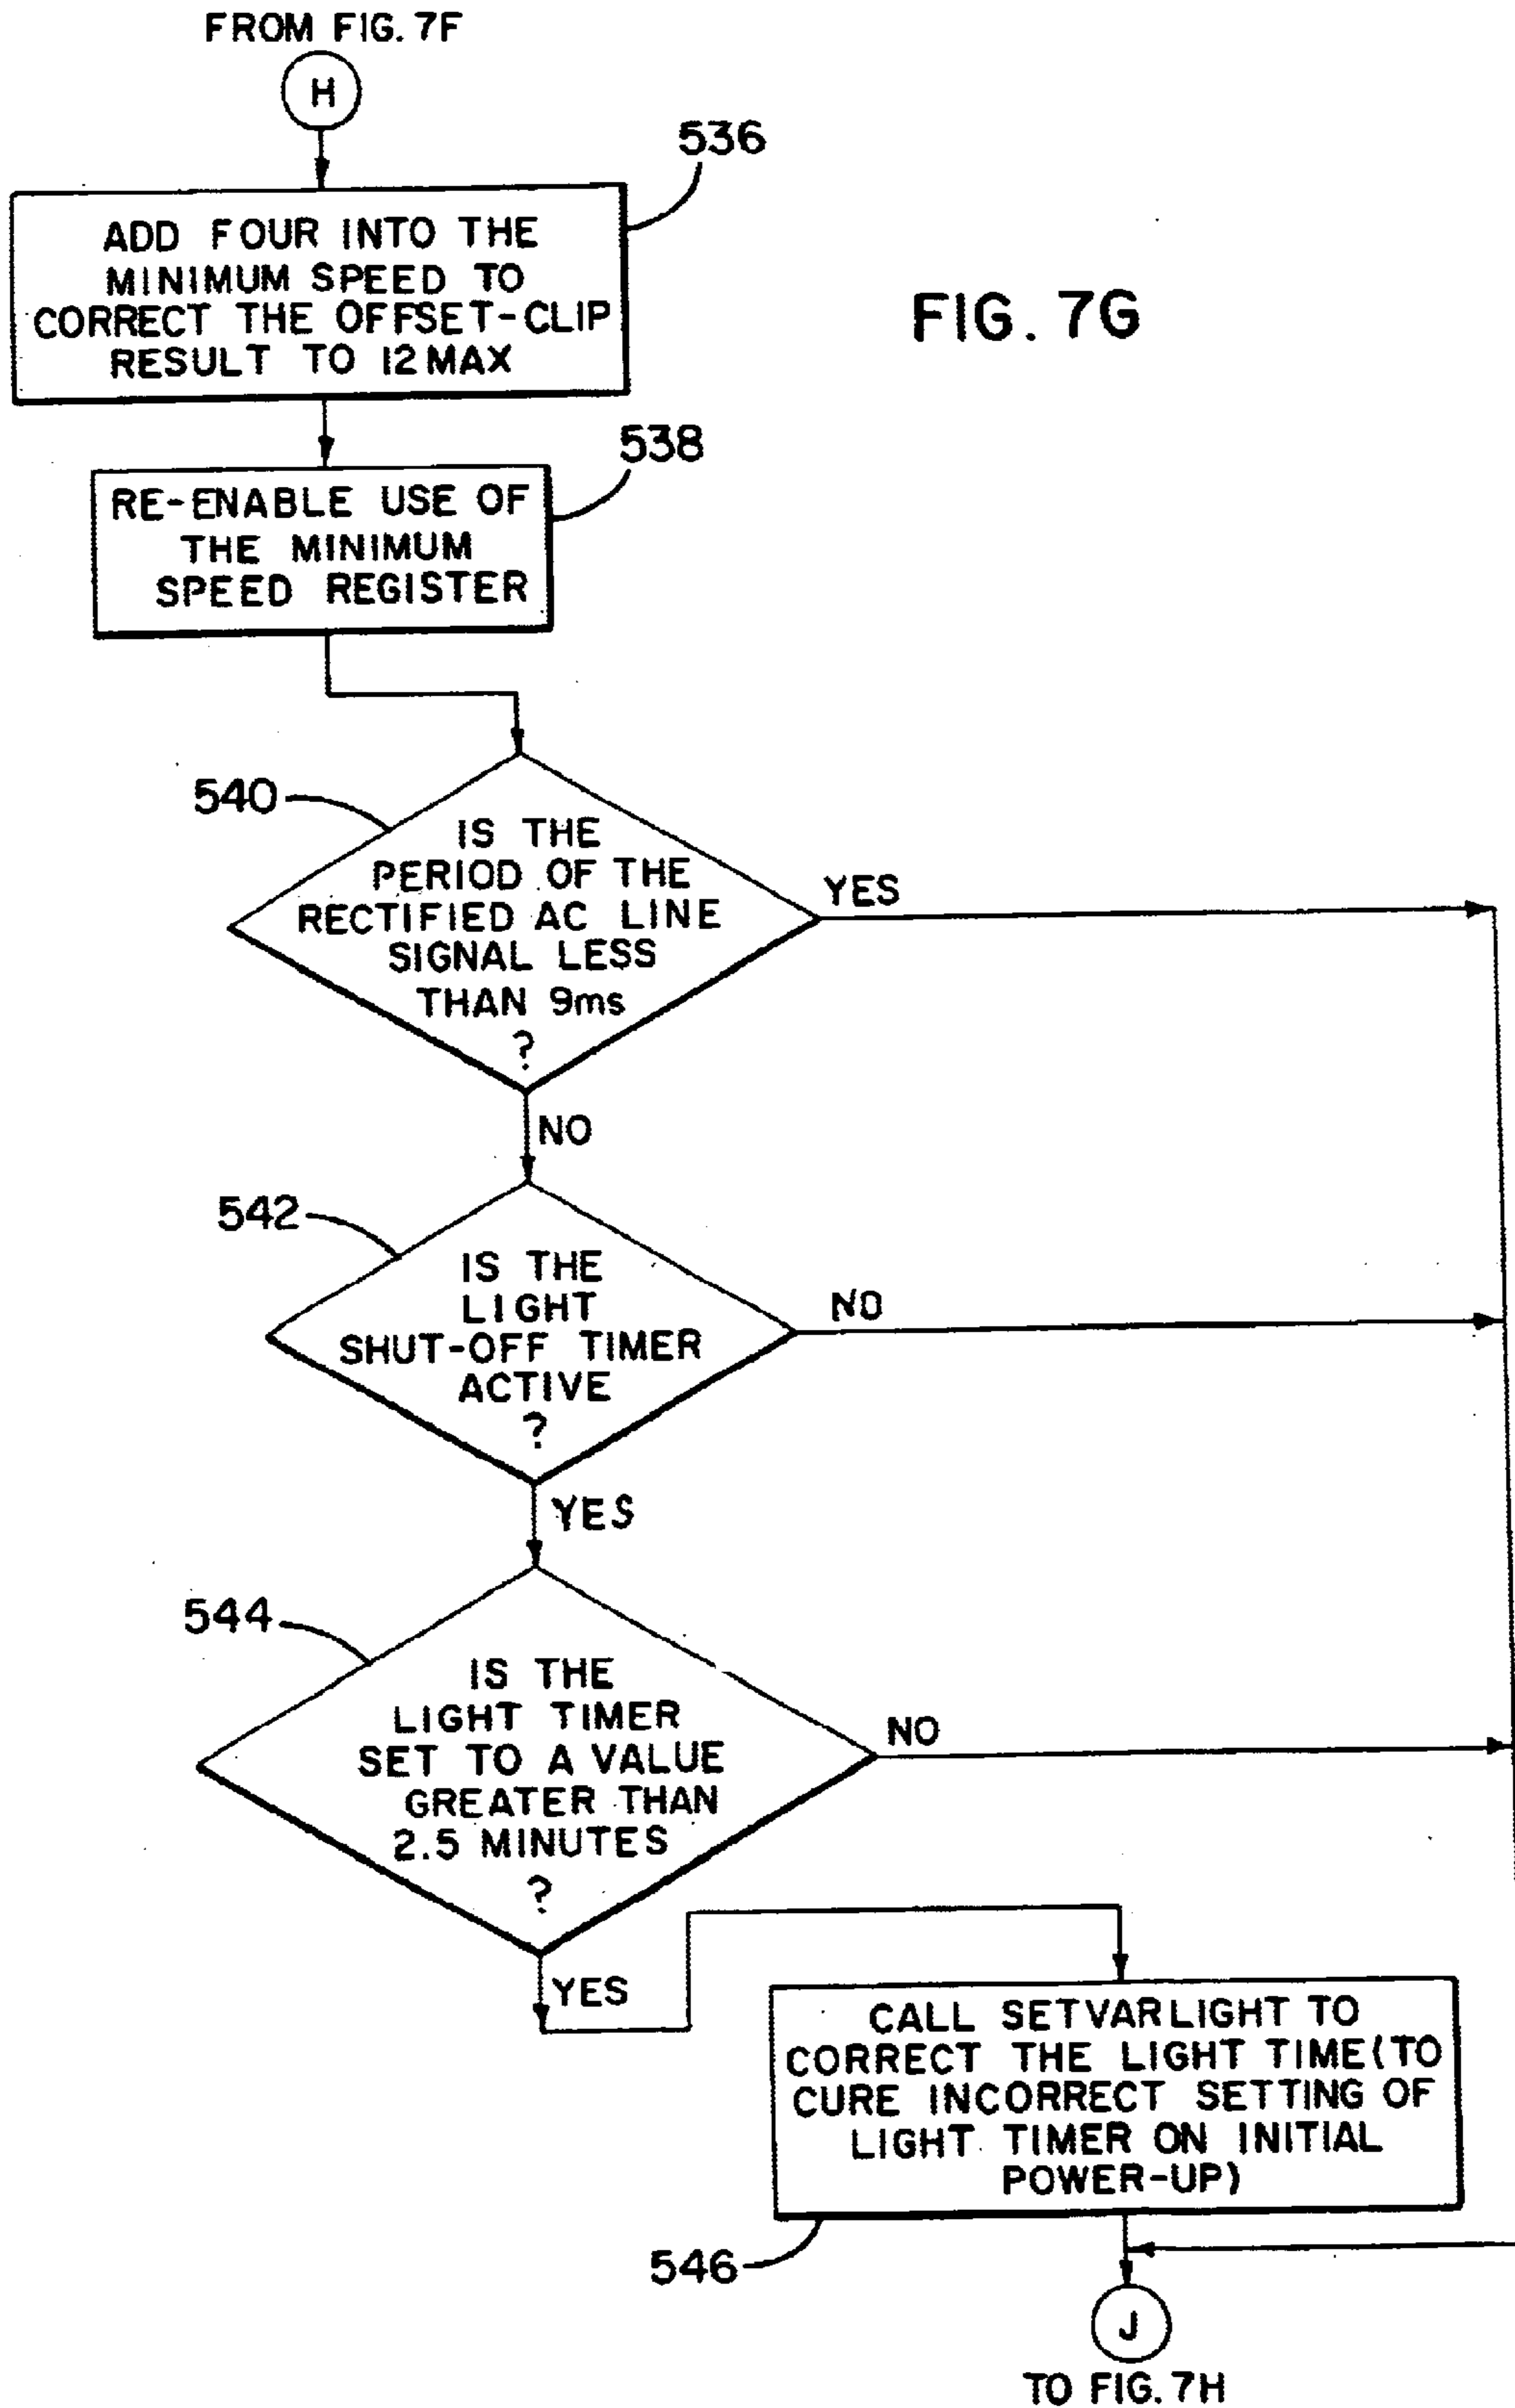 FROM FIG. 7F
H
536
ADD FOUR INTO THE
MINIMUM SPEED TO
CORRECT THE OFFSET-CLIP
RESULT TO 12 MAX
FIG. 7G
538
RE-ENABLE USE OF
THE MINIMUM
SPEED REGISTER
540
IS THE
PERIOD OF THE
RECTIFIED AC LINE
SIGNAL LESS
THAN 9ms
?
YES
NO
542
IS THE
LIGHT
SHUT-OFF TIMER
ACTIVE
?
NO
YES
544
IS THE
LIGHT TIMER
SET TO A VALUE
GREATER THAN
2.5 MINUTES
?
NO
YES
CALL SETVARLIGHT TO
CORRECT THE LIGHT TIME(TO
CURE INCORRECT SETTING OF
LIGHT TIMER ON INITIAL
POWER-UP)
546
J
TO FIG. 7H